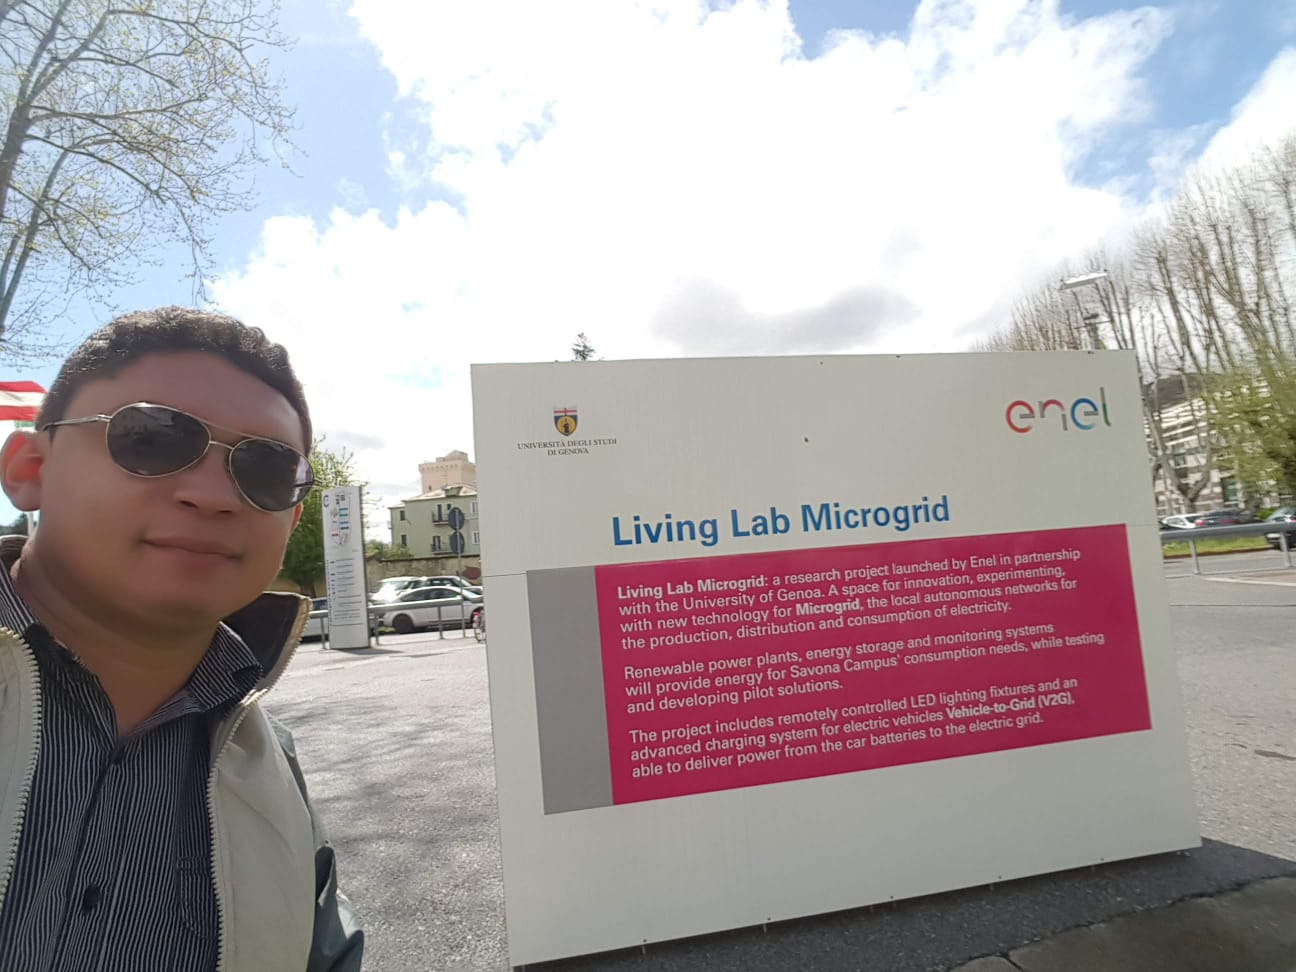 UNIVERSITÀ DEGLI STUDI
DI GENOVA
enel
Living Lab Microgrid
Living Lab Microgrid: a research project launched by Enel in partnership
with the University of Genoa. A space for innovation, experimenting,
with new technology for Microgrid, the local autonomous networks for
the production, distribution and consumption of electricity.
Renewable power plants, energy storage and monitoring systems
will provide energy for Savona Campus' consumption needs, while testing
and developing pilot solutions.
The project includes remotely controlled LED lighting fixtures and an
advanced charging system for electric vehicles Vehicle-to-Grid (V2G),
able to deliver power from the car batteries to the electric grid.